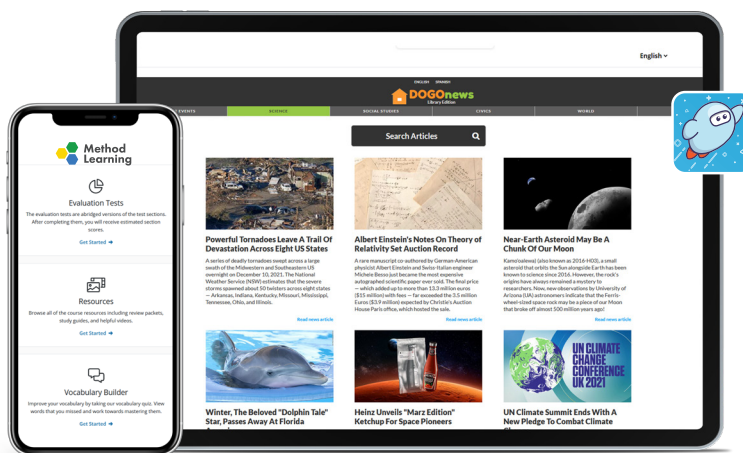 Method
Learning
Evaluation Tests
The evaluation tests are abridged versions of the test sections.
After completing them, you will receive estimated section
scores.
Get Started →
Resources
Browse all of the course resources including review packets,
study guides, and helpful videos.
Get Started →
Vocabulary Builder
Improve your vocabulary by taking our vocabulary quiz. View
words that you missed and work towards mastering them.
Get Started →
English
ENGLISH SPANISH
DOGOnews
Library Edition
EVENTS SCIENCE SOCIAL STUDIES CIVICS WORLD
Search Articles
Powerful Tornadoes Leave A Trail Of
Devastation Across Eight US States
A series of deadly tornadoes swept across a large
swath of the Midwestern and Southeastern US
overnight on December 10, 2021. The National
Weather Service (NWS) estimates that the severe
storms spawned about 50 twisters across eight states
— Arkansas, Indiana, Kentucky, Missouri, Mississippi,
Tennessee, Ohio, and Illinois.
Read news article
Albert Einstein's Notes On Theory of
Relativity Set Auction Record
A rare manuscript co-authored by German-American
physicist Albert Einstein and Swiss-Italian engineer
Michele Besso just became the most expensive
autographed scientific paper ever sold. The final price
— which added up to more than 13.3 million euros
($15 million) with fees — far exceeded the 3.5 million
Euros ($3.9 million) expected by Christie's Auction
House Paris office, which hosted the sale.
Read news article
Near-Earth Asteroid May Be A
Chunk Of Our Moon
Kamo'oalewa) (also known as 2016-H03), a small
asteroid that orbits the Sun alongside Earth has been
known to science since 2016. However, the rock's
origins have always remained a mystery to
researchers. Now, new observations by University of
Arizona (UA) astronomers indicate that the Ferris-
wheel-sized space rock may be a piece of our Moon
that broke off almost 500 million years ago!
Read news article
Winter, The Beloved "Dolphin Tale"
Star, Passes Away At Florida
Heinz Unveils "Marz Edition"
Ketchup For Space Pioneers
UN CLIMATE
CHANGE
CONFERENCE
UK 2021
UN Climate Summit Ends With A
New Pledge To Combat Climate